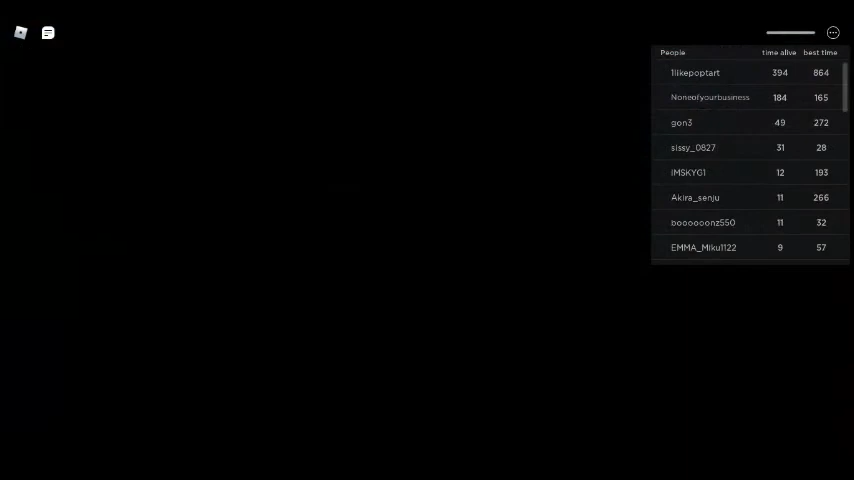 People time alive best time
1likepoptart 394 864
Noneofyourbusiness 184 165
gon3 49 272
sissy_0827 31 28
IMSKYG1 12 193
Akira_senju 11 266
boooooonz550 11 32
EMMA_Miku1122 9 57